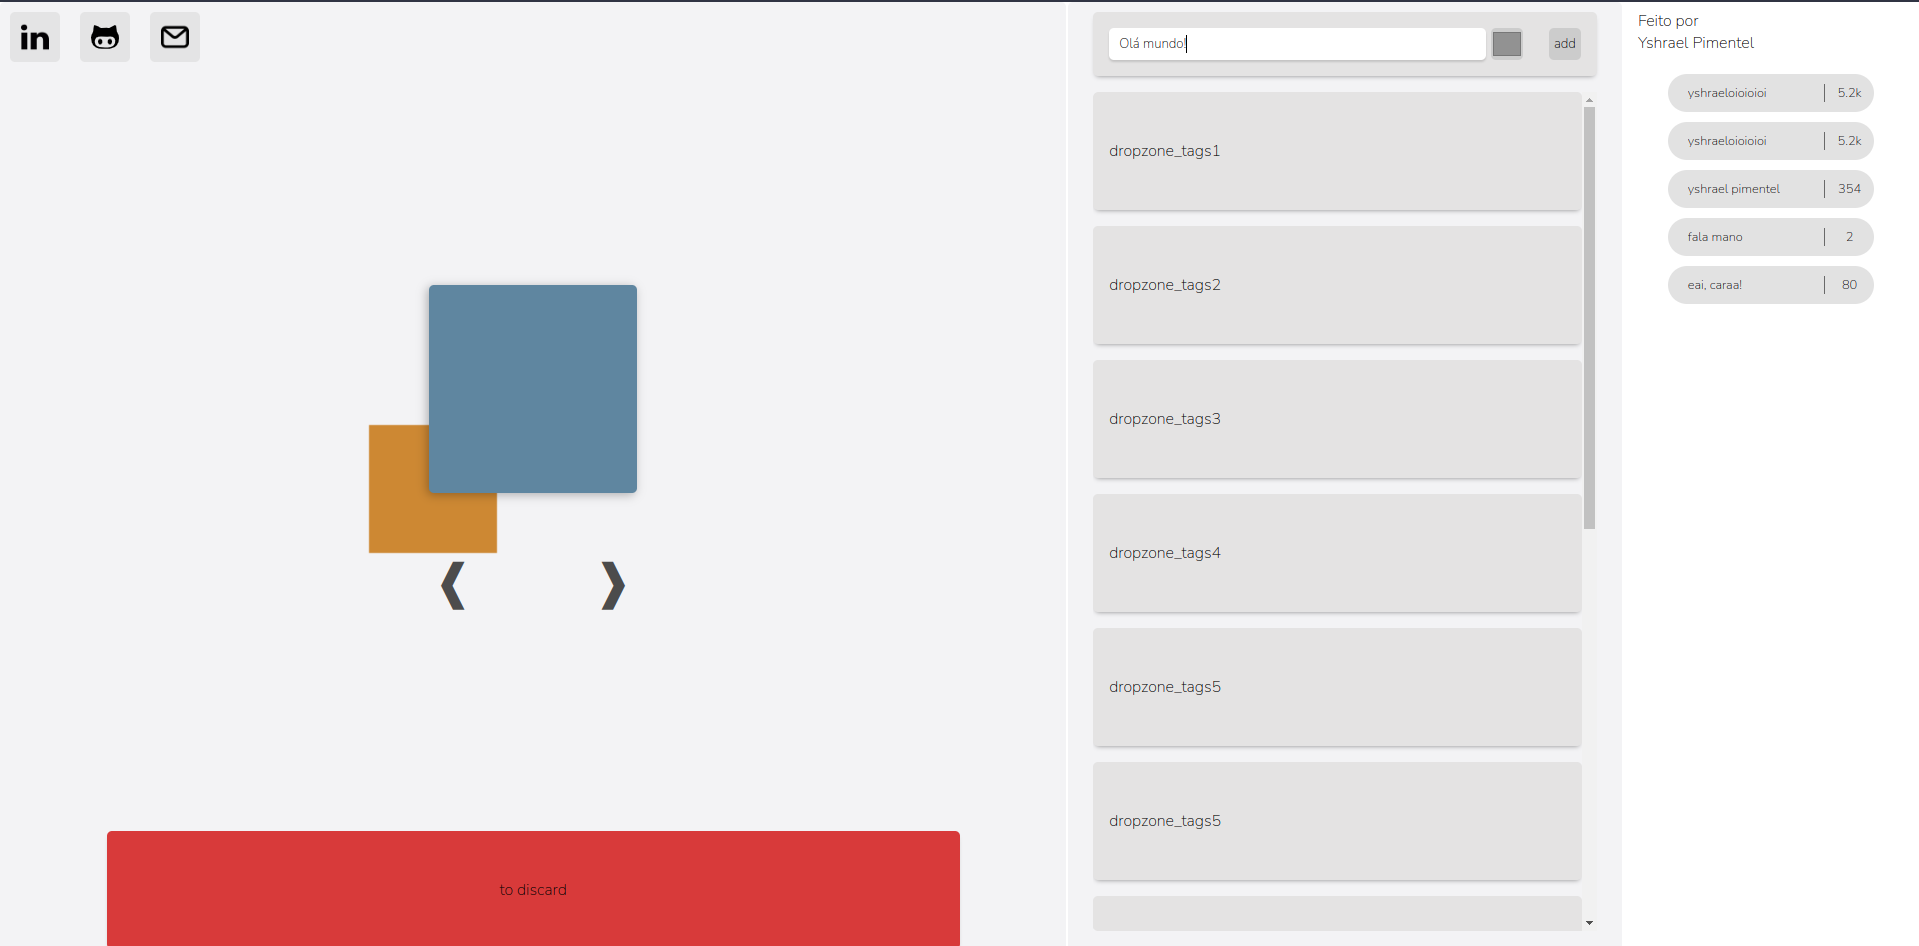 in
Olá mundo!
add
dropzone_tags1
dropzone_tags2
dropzone_tags3
dropzone_tags4
dropzone_tags5
dropzone_tags5
to discard
Feito por
Yshrael Pimentel
yshraeloioioioi | 5.2k
yshraeloioioioi | 5.2k
yshrael pimentel | 354
fala mano | 2
eai, caraa! | 80